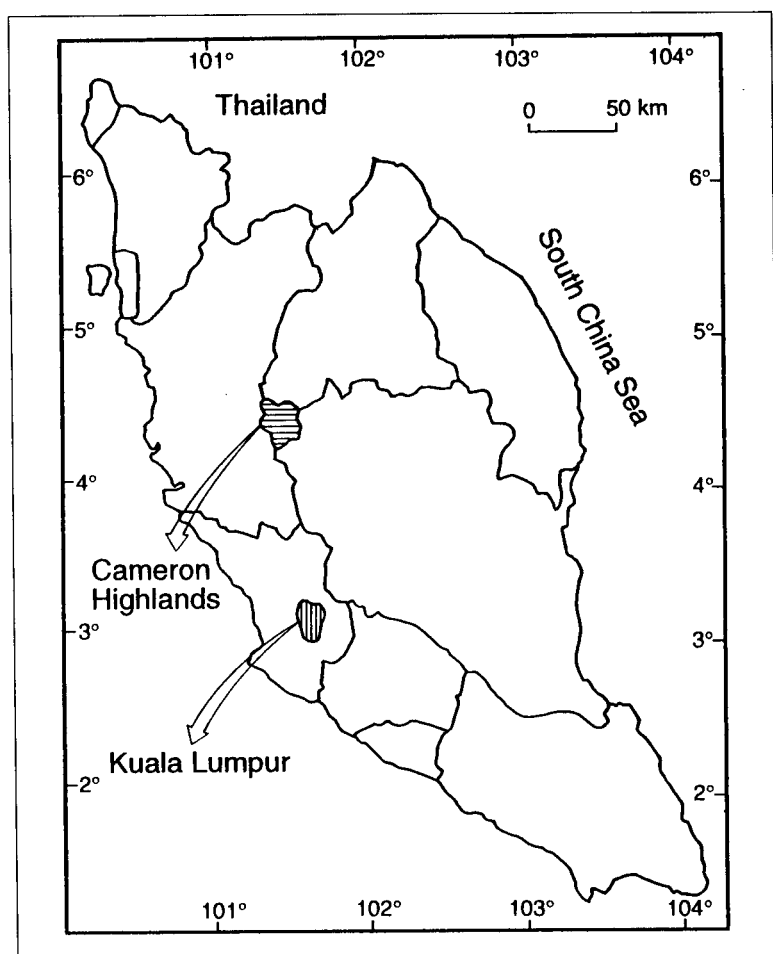 101° 102° 103° 104°
Thailand
0 50 km
6° 6°
South China Sea
5° 5°
4° 4°
Cameron
Highlands
3° 3°
Kuala Lumpur
2° 2°
101° 102° 103° 104°